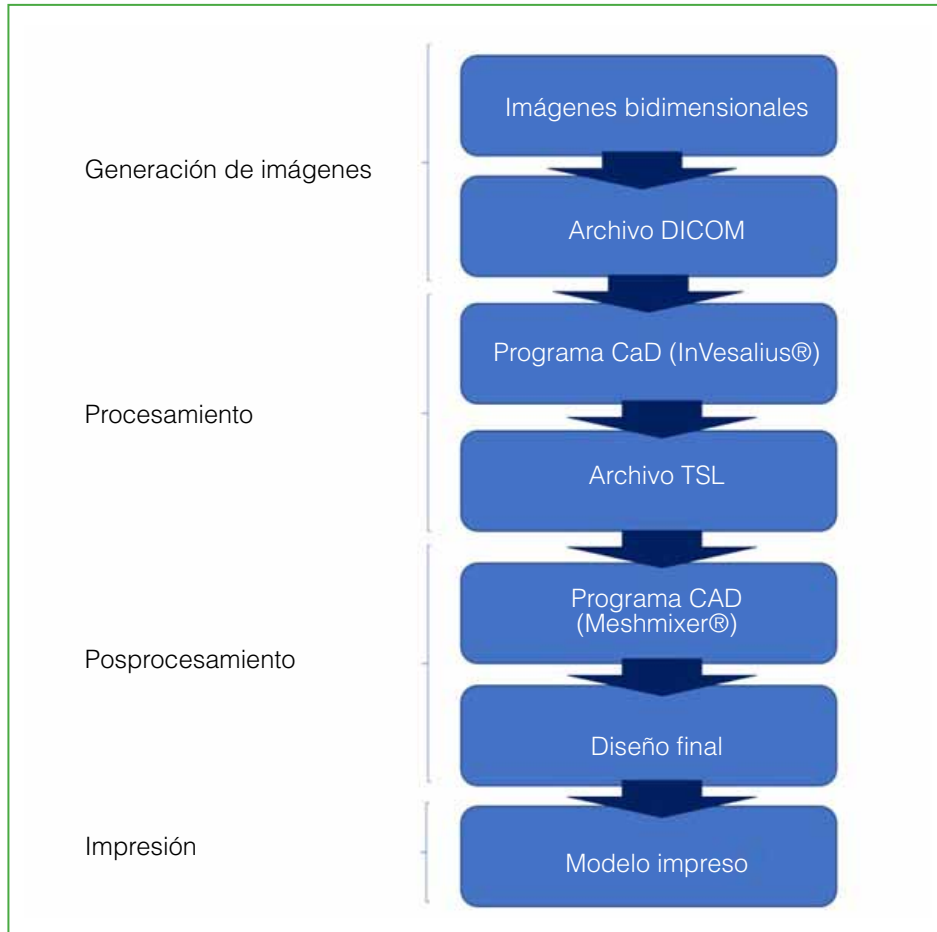 Generación de imágenes
Imágenes bidimensionales
Archivo DICOM
Procesamiento
Programa CaD (InVesalius®)
Archivo TSL
Posprocesamiento
Programa CAD
(Meshmixer®)
Diseño final
Impresión
Modelo impreso